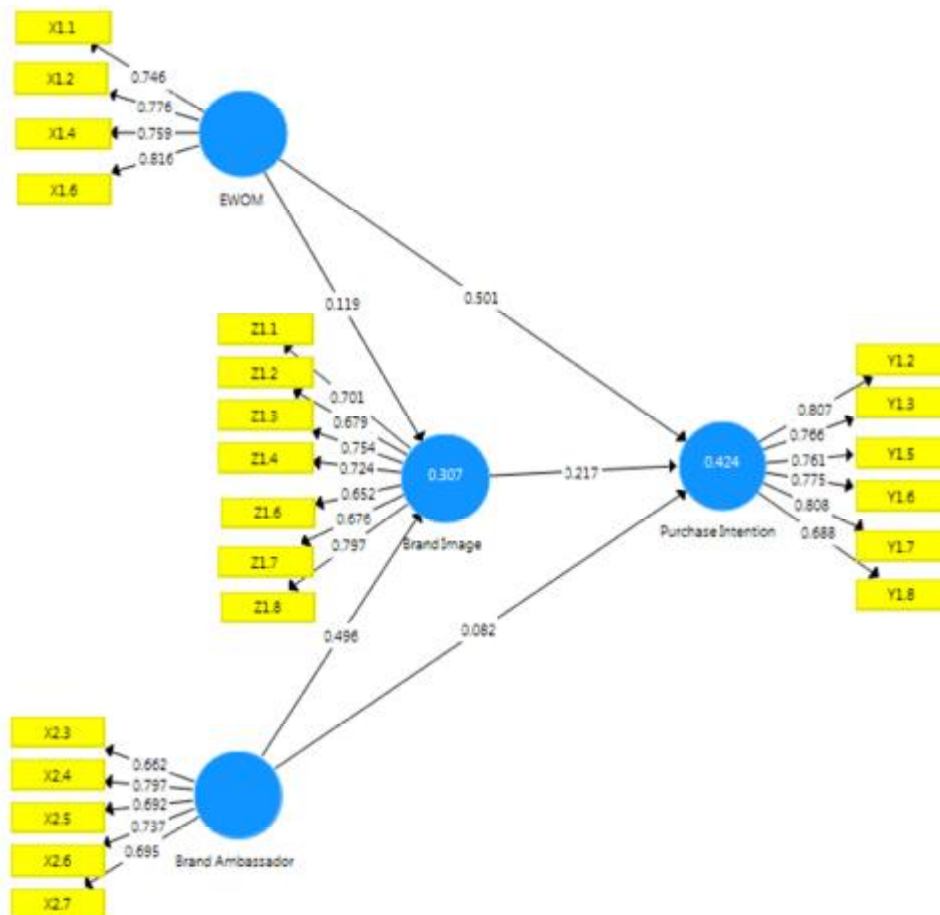 X1.1
0.746
X1.2
0.776
X1.4
0.759
0.816
X1.6
EWOM
0.119
0.501
Z1.1
Z1.2
0.701
0.679
Z1.3
0.754
Z1.4
0.724
0.652
Z1.6
0.676
Z1.7
0.797
Z1.8
0.307
Brand Image
0.217
0.424
Purchase Intention
Y1.2
0.807
Y1.3
0.766
0.761
Y1.5
0.775
Y1.6
0.808
0.688
Y1.7
Y1.8
0.496
0.082
X2.3
0.662
X2.4
0.797
0.692
X2.5
0.737
0.695
X2.6
X2.7
Brand Ambassador